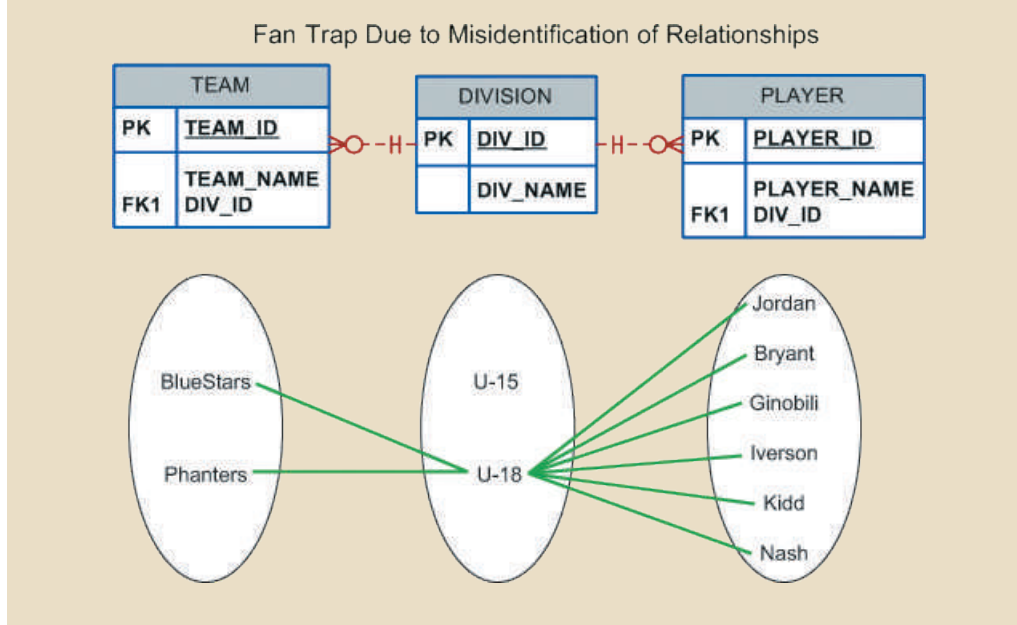 Fan Trap Due to Misidentification of Relationships
TEAM
PK TEAM_ID
TEAM_NAME
FK1 DIV_ID
DIVISION
PK DIV_ID
DIV_NAME
PLAYER
PK PLAYER_ID
PLAYER_NAME
FK1 DIV_ID
BlueStars
Phanters
U-15
U-18
Jordan
Bryant
Ginobili
Iverson
Kidd
Nash